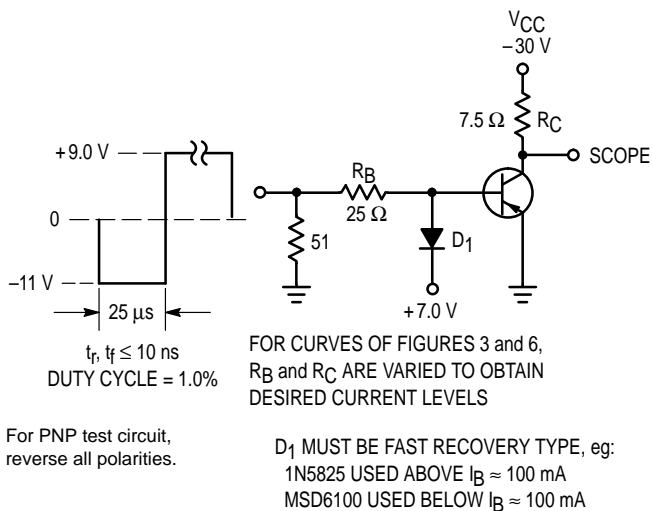 VCC
–30 V
7.5 Ω RC
SCOPE
+9.0 V
RB
25 Ω
0
51
D1
–11 V
25 µs
+7.0 V
tr, tf ≤ 10 ns
DUTY CYCLE = 1.0%
FOR CURVES OF FIGURES 3 and 6,
RB and RC ARE VARIED TO OBTAIN
DESIRED CURRENT LEVELS
For PNP test circuit,
reverse all polarities.
D1 MUST BE FAST RECOVERY TYPE, eg:
1N5825 USED ABOVE IB ≈ 100 mA
MSD6100 USED BELOW IB ≈ 100 mA